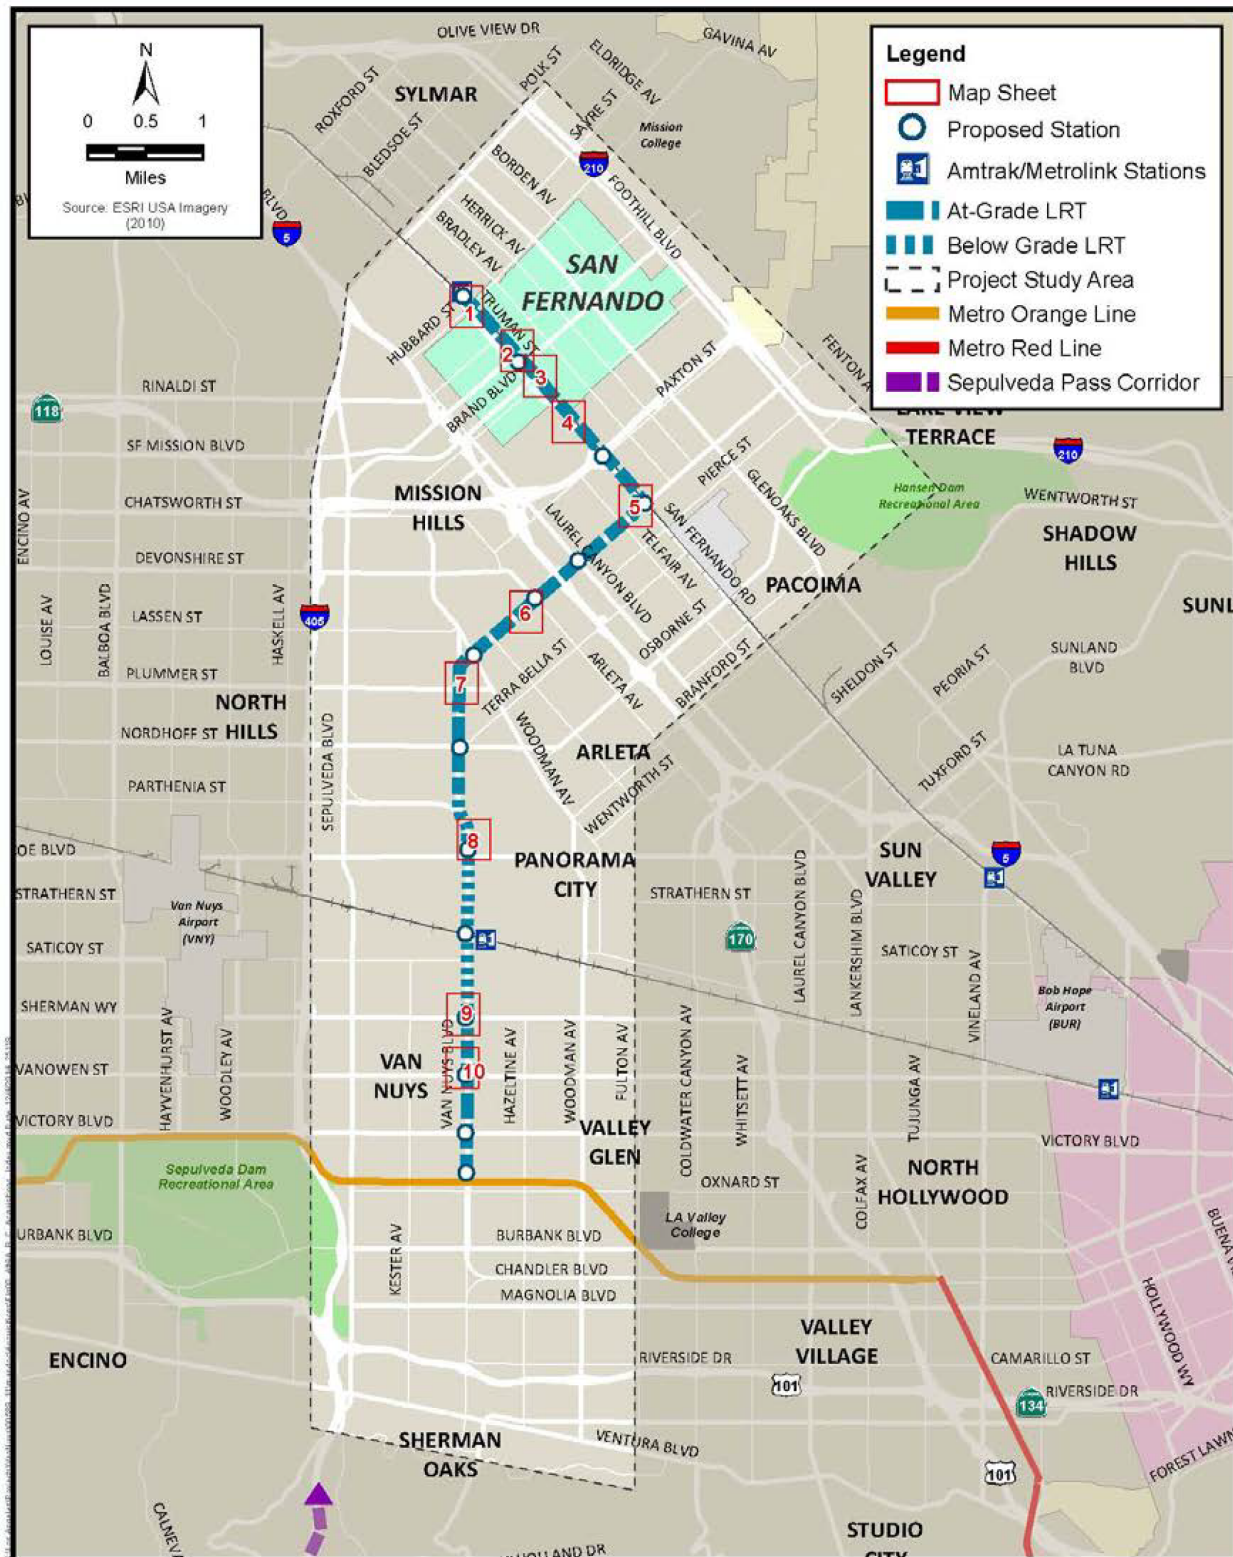 N
0 0.5 1
Miles
Source: ESRI USA Imagery
(2010)
Legend
Map Sheet
Proposed Station
Amtrak/Metrolink Stations
At-Grade LRT
Below Grade LRT
Project Study Area
Metro Orange Line
Metro Red Line
Sepulveda Pass Corridor
OLIVE VIEW DR
GAVINA AV
POLK ST
ELDRIDGE AV
SYLMAR
ROXFORD ST
SAYRE ST
BLEDSOE ST
Mission
College
210
BORDEN AV
FOOTHILL BLVD
HERRICK AV
BRADLEY AV
BLVD
5
SAN
FERNANDO
TRUMAN ST
HUBBARD ST
1
2
3
4
FENTON A
PAXTON ST
BRAND BLVD
RINALDI ST
118
SF MISSION BLVD
LAKE VIEW
TERRACE
210
PIERCE ST
GLENOAKS BLVD
Hansen Dam
Recreational Area
WENTWORTH ST
CHATSWORTH ST
MISSION
HILLS
5
SAN FERNANDO RD
LAUREL CANYON BLVD
TELFAIR AV
SHADOW
HILLS
ENCINO AV
DEVONSHIRE ST
PACOIMA
LOUISE AV
BALBOA BLVD
LASSEN ST
HASKELL AV
405
6
OSBORNE ST
SUNL
PLUMMER ST
7
TERRA BELLA ST
ARLETA AV
BRANFORD ST
SHELDON ST
PEORIA ST
SUNLAND
BLVD
NORTH
HILLS
NORDHOFF ST
SEPULVEDA BLVD
WOODMAN AV
ARLETA
WENTWORTH ST
TUXFORD ST
LA TUNA
CANYON RD
PARTHENIA ST
8
PANORAMA
CITY
SUN
VALLEY
5
OE BLVD
STRATHERN ST
STRATHERN ST
LAUREL CANYON BLVD
LANKERSHIM BLVD
Van Nuys
Airport
(VNY)
170
SATICOY ST
SATICOY ST
VINELAND AV
SHERMAN WY
9
Bob Hope
Airport
(BUR)
HAYVENHURST AV
WOODLEY AV
VAN
NUYS
VAN NUYS BLVD
10
HAZELTINE AV
WOODMAN AV
FULTON AV
COLDWATER CANYON AV
WHITSETT AV
TUJUNGA AV
VANOWEN ST
VICTORY BLVD
VALLEY
GLEN
VICTORY BLVD
Sepulveda Dam
Recreational Area
OXNARD ST
COLFAX AV
NORTH
HOLLYWOOD
LA Valley
College
URBANK BLVD
KESTER AV
BURBANK BLVD
BUENA VI
CHANDLER BLVD
MAGNOLIA BLVD
HOLLYWOOD WY
ENCINO
VALLEY
VILLAGE
RIVERSIDE DR
101
CAMARILLO ST
RIVERSIDE DR
134
SHERMAN
OAKS
VENTURA BLVD
101
FOREST LAWN
CALNEV
STUDIO
CITY
HOLLAND DR